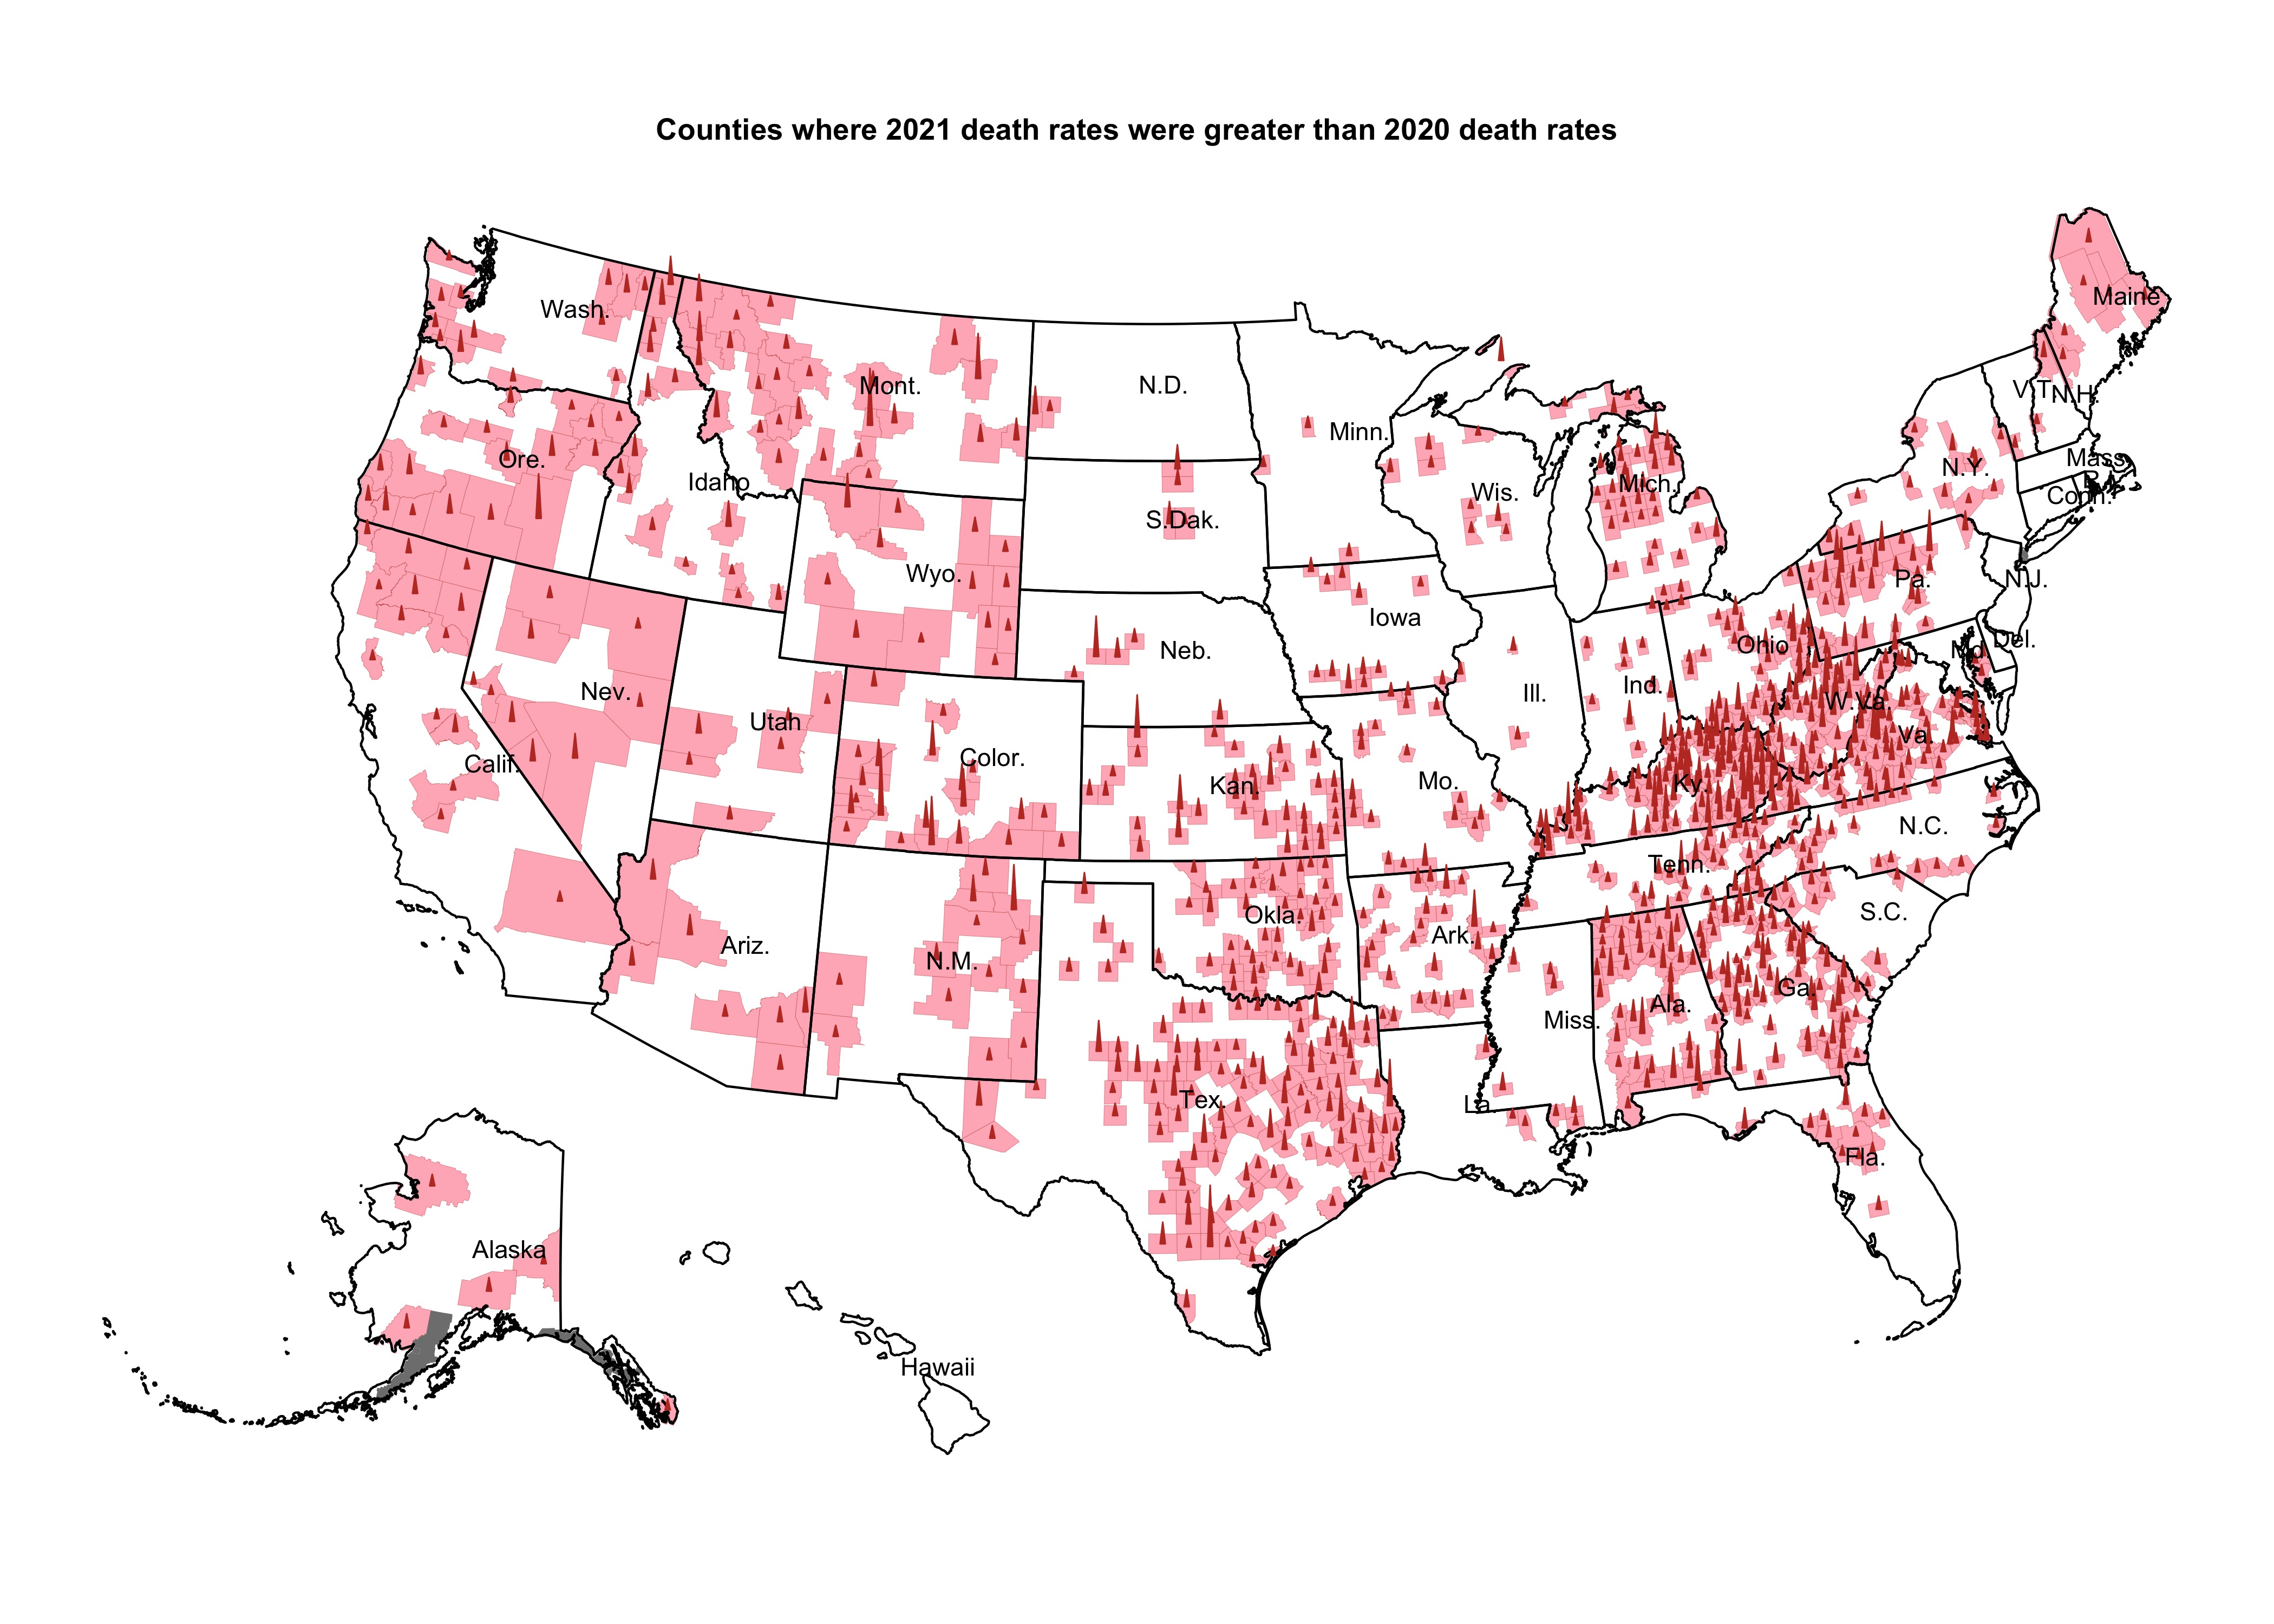 Counties where 2021 death rates were greater than 2020 death rates
Maine
Wash.
Mont.
N.D.
V.T.
N.H.
Minn.
Ore.
Idaho
Mich.
N.Y.
Mass.
Wis.
Conn.
S.Dak.
Wyo.
Pa.
N.J.
Iowa
Neb.
Ohio
Md.
Del.
Nev.
Utah
Ill.
Ind.
W.Va.
Va.
Calif.
Color.
Kan.
Mo.
Ky.
N.C.
Tenn.
Okla.
S.C.
Ariz.
N.M.
Ark.
Ga.
Miss.
Ala.
Tex.
La.
Fla.
Alaska
Hawaii